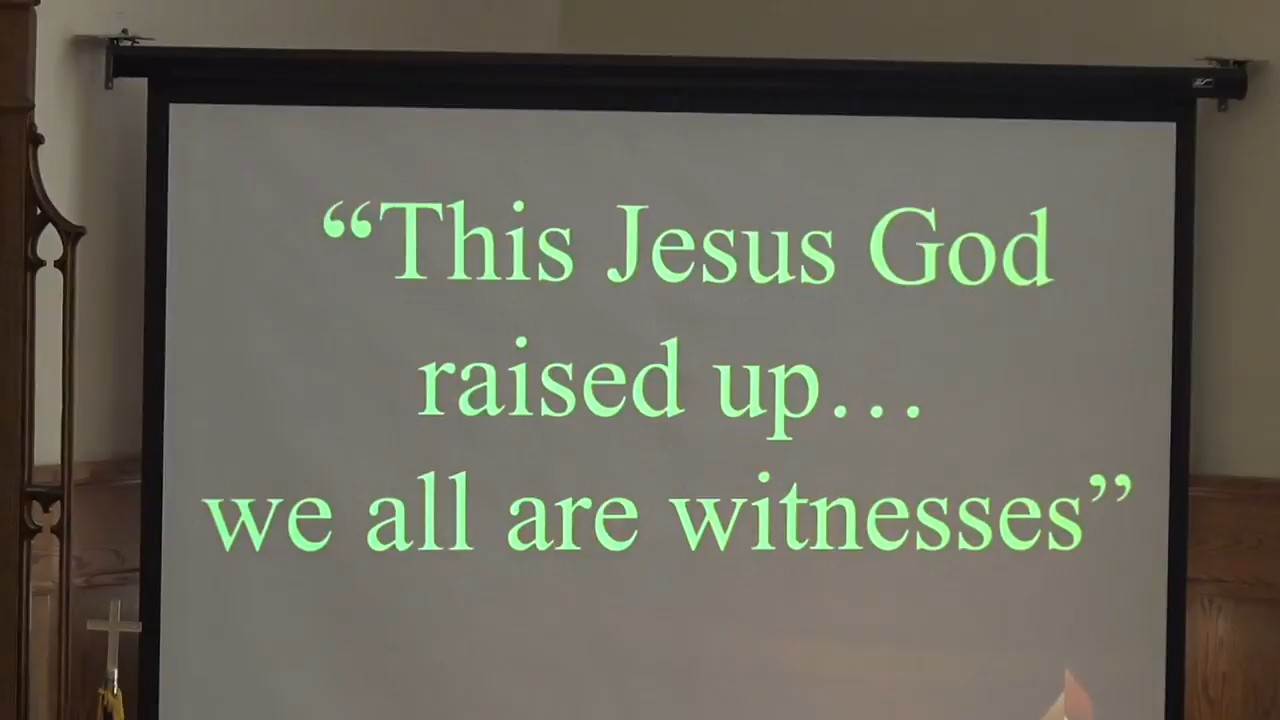 “This Jesus God
raised up…
we all are witnesses”